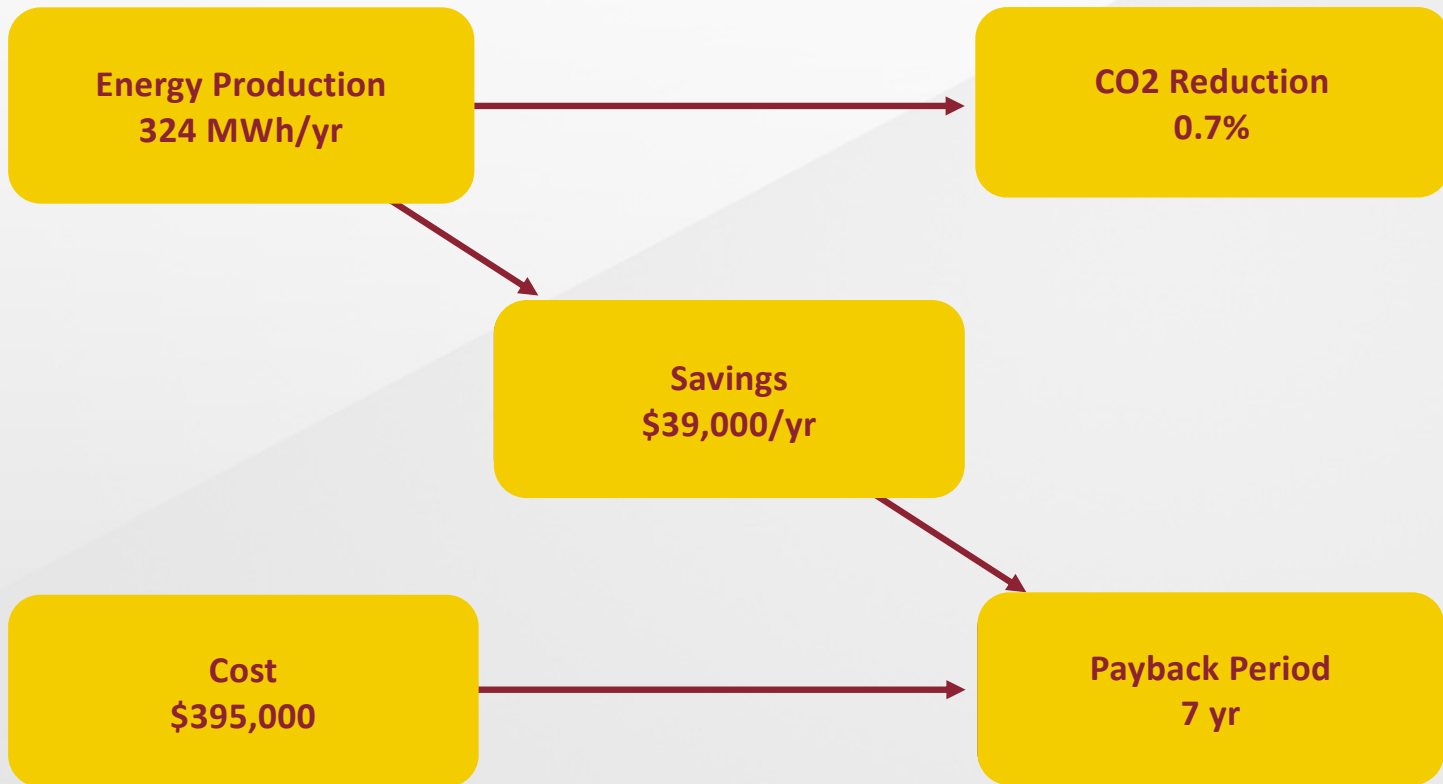 Energy Production
324 MWh/yr
CO2 Reduction
0.7%
Savings
$39,000/yr
Cost
$395,000
Payback Period
7 yr